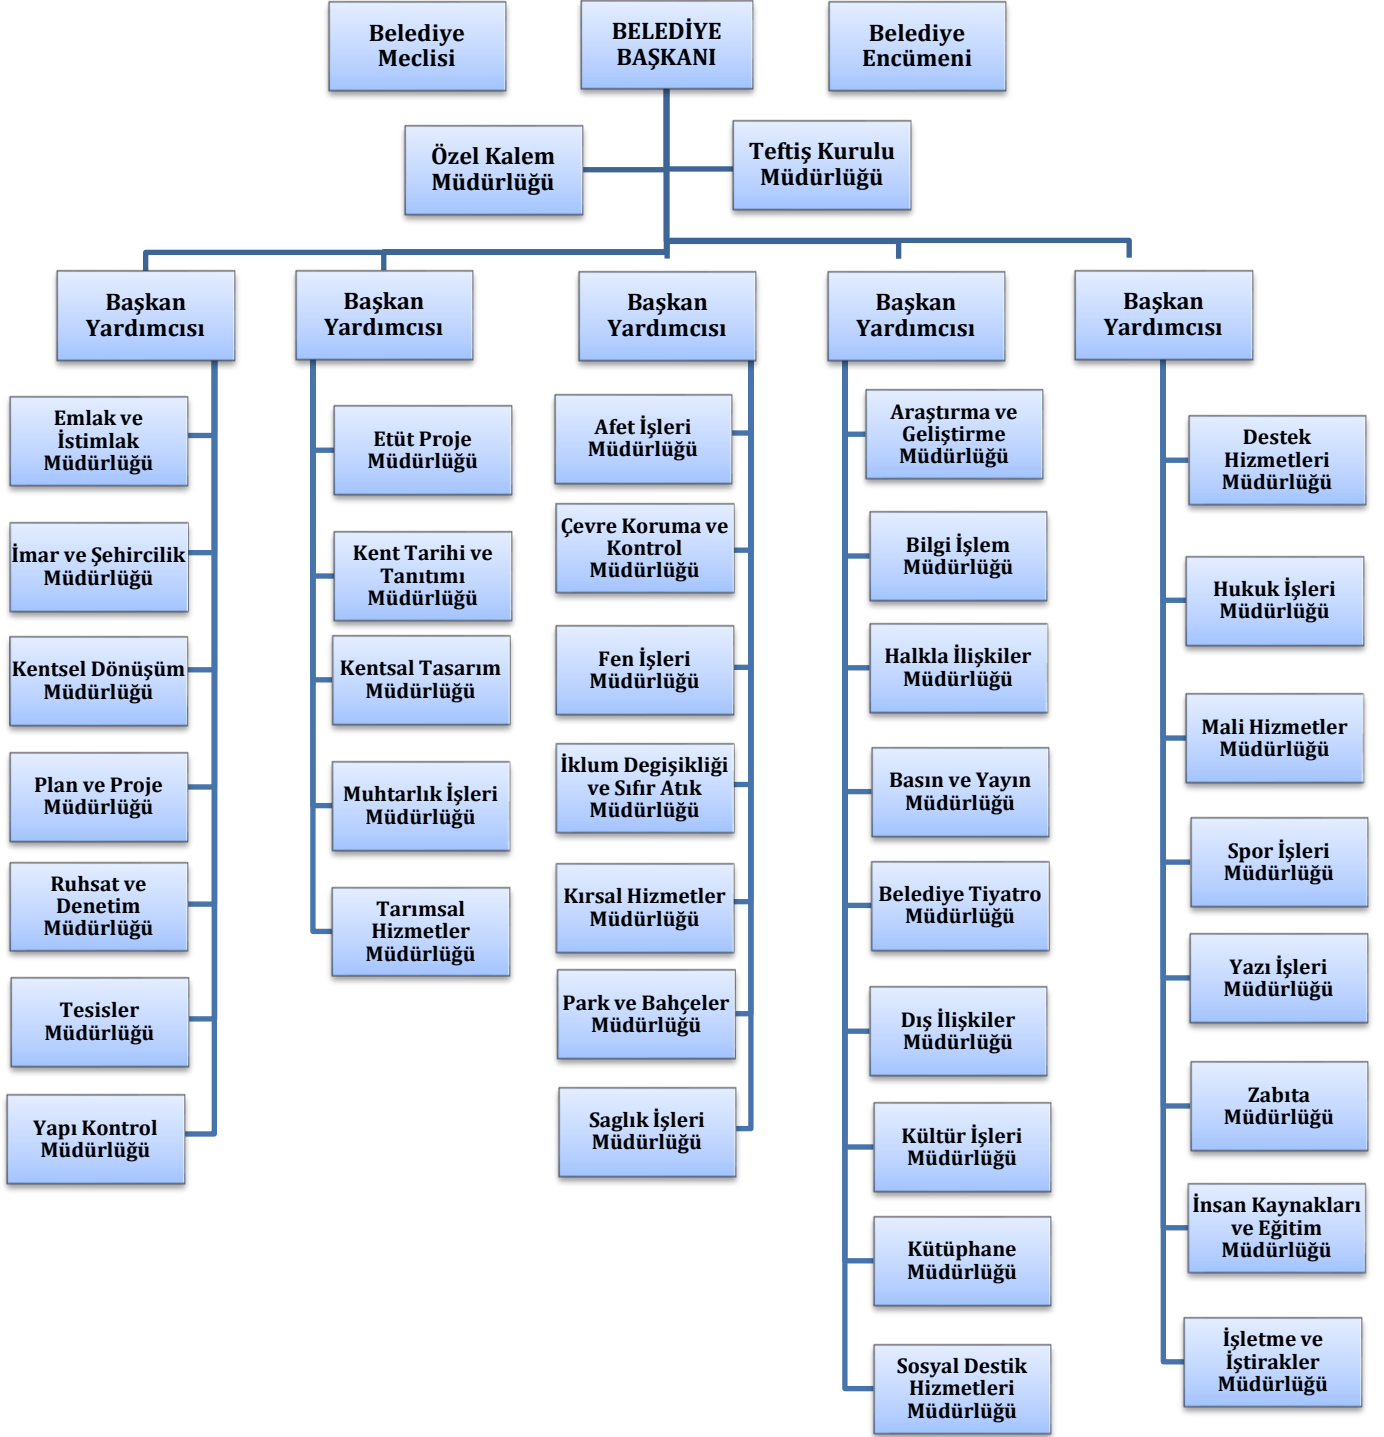 Belediye
Meclisi
BELEDİYE
BAŞKANI
Belediye
Encümeni
Özel Kalem
Müdürlüğü
Teftiş Kurulu
Müdürlüğü
Başkan
Yardımcısı
Başkan
Yardımcısı
Başkan
Yardımcısı
Başkan
Yardımcısı
Başkan
Yardımcısı
Emlak ve
İstimlak
Müdürlüğü
İmar ve Şehircilik
Müdürlüğü
Kentsel Dönüşüm
Müdürlüğü
Plan ve Proje
Müdürlüğü
Ruhsat ve
Denetim
Müdürlüğü
Tesisler
Müdürlüğü
Yapı Kontrol
Müdürlüğü
Etüt Proje
Müdürlüğü
Kent Tarihi ve
Tanıtımı
Müdürlüğü
Kentsal Tasarım
Müdürlüğü
Muhtarlık İşleri
Müdürlüğü
Tarımsal
Hizmetler
Müdürlüğü
Afet İşleri
Müdürlüğü
Çevre Koruma ve
Kontrol
Müdürlüğü
Fen İşleri
Müdürlüğü
İklum Degişikliği
ve Sıfır Atık
Müdürlüğü
Kırsal Hizmetler
Müdürlüğü
Park ve Bahçeler
Müdürlüğü
Saglık İşleri
Müdürlüğü
Araştırma ve
Geliştirme
Müdürlüğü
Bilgi İşlem
Müdürlüğü
Halkla İlişkiler
Müdürlüğü
Basın ve Yayın
Müdürlüğü
Belediye Tiyatro
Müdürlüğü
Dış İlişkiler
Müdürlüğü
Kültür İşleri
Müdürlüğü
Kütüphane
Müdürlüğü
Sosyal Destik
Hizmetleri
Müdürlüğü
Destek
Hizmetleri
Müdürlüğü
Hukuk İşleri
Müdürlüğü
Mali Hizmetler
Müdürlüğü
Spor İşleri
Müdürlüğü
Yazı İşleri
Müdürlüğü
Zabıta
Müdürlüğü
İnsan Kaynakları
ve Eğitim
Müdürlüğü
İşletme ve
İştirakler
Müdürlüğü